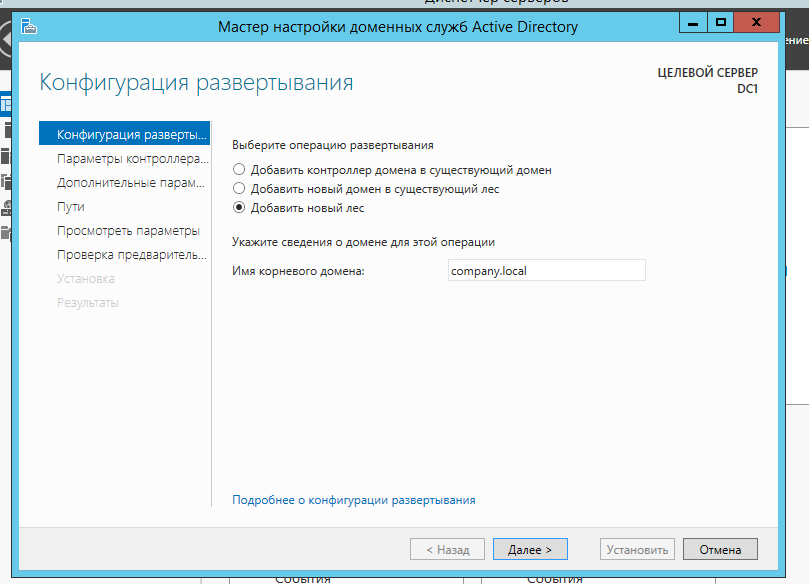 Диспетчер серверов
Мастер настройки доменных служб Active Directory
ение
Конфигурация развертывания
ЦЕЛЕВОЙ СЕРВЕР
DC1
Конфигурация разверты...
Параметры контроллера...
Дополнительные парам...
Пути
Просмотреть параметры
Проверка предваритель...
Установка
Результаты
Выберите операцию развертывания
Добавить контроллер домена в существующий домен
Добавить новый домен в существующий лес
Добавить новый лес
Укажите сведения о домене для этой операции
Имя корневого домена:
company.local
Подробнее о конфигурации развертывания
< Назад
Далее >
Установить
Отмена
События
События